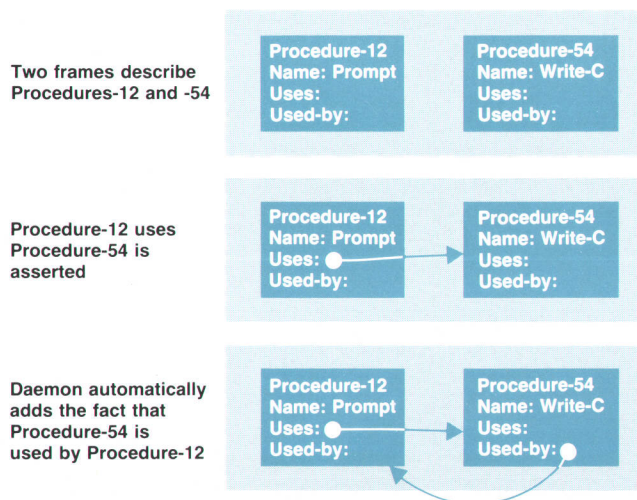 Two frames describe
Procedures-12 and -54
Procedure-12
Name: Prompt
Uses:
Used-by:
Procedure-54
Name: Write-C
Uses:
Used-by:
Procedure-12 uses
Procedure-54 is
asserted
Procedure-12
Name: Prompt
Uses:
Used-by:
Procedure-54
Name: Write-C
Uses:
Used-by:
Daemon automatically
adds the fact that
Procedure-54 is
used by Procedure-12
Procedure-12
Name: Prompt
Uses:
Used-by:
Procedure-54
Name: Write-C
Uses:
Used-by: